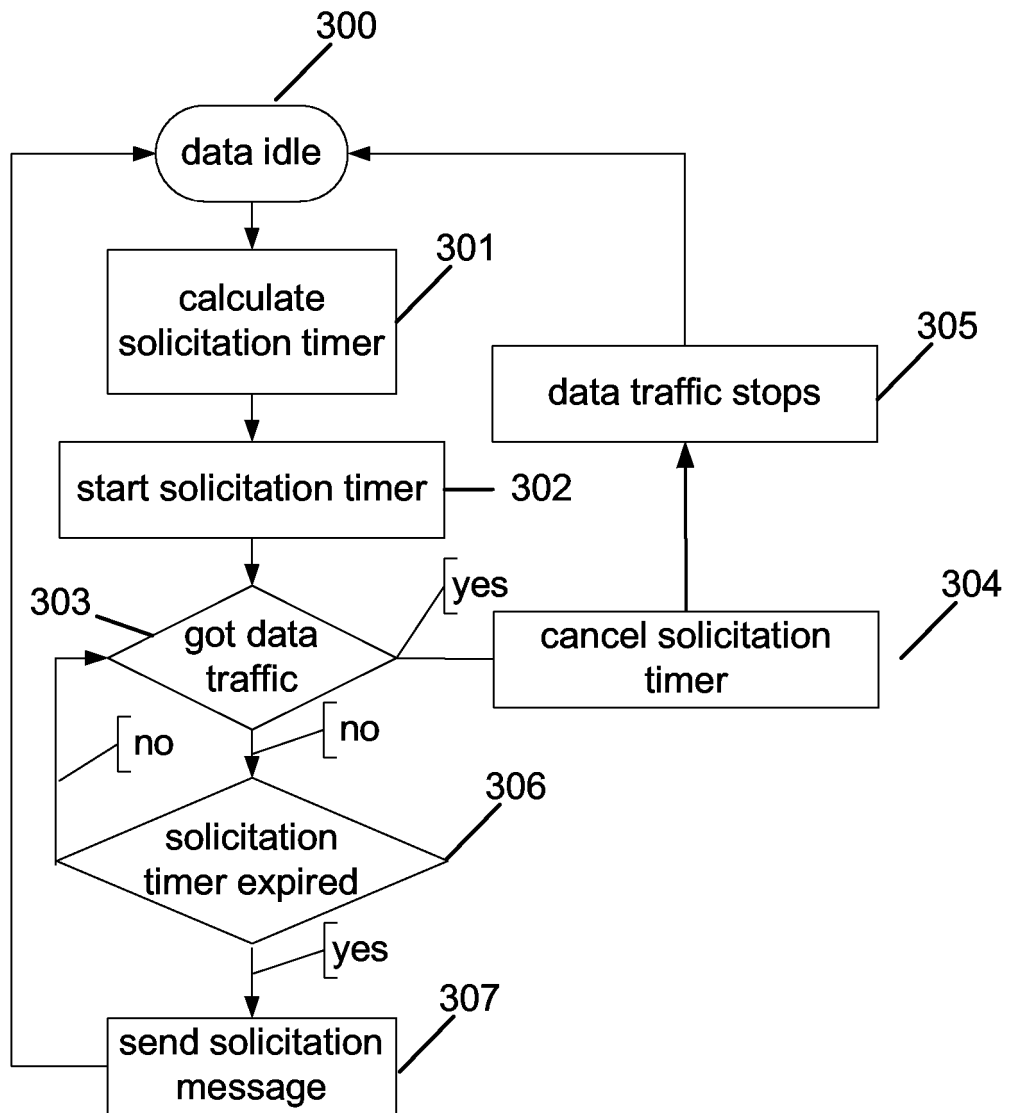 300
data idle
301
calculate
solicitation timer
305
data traffic stops
start solicitation timer
302
303
got data
traffic
yes
304
cancel solicitation
timer
no
no
306
solicitation
timer expired
yes
307
send solicitation
message